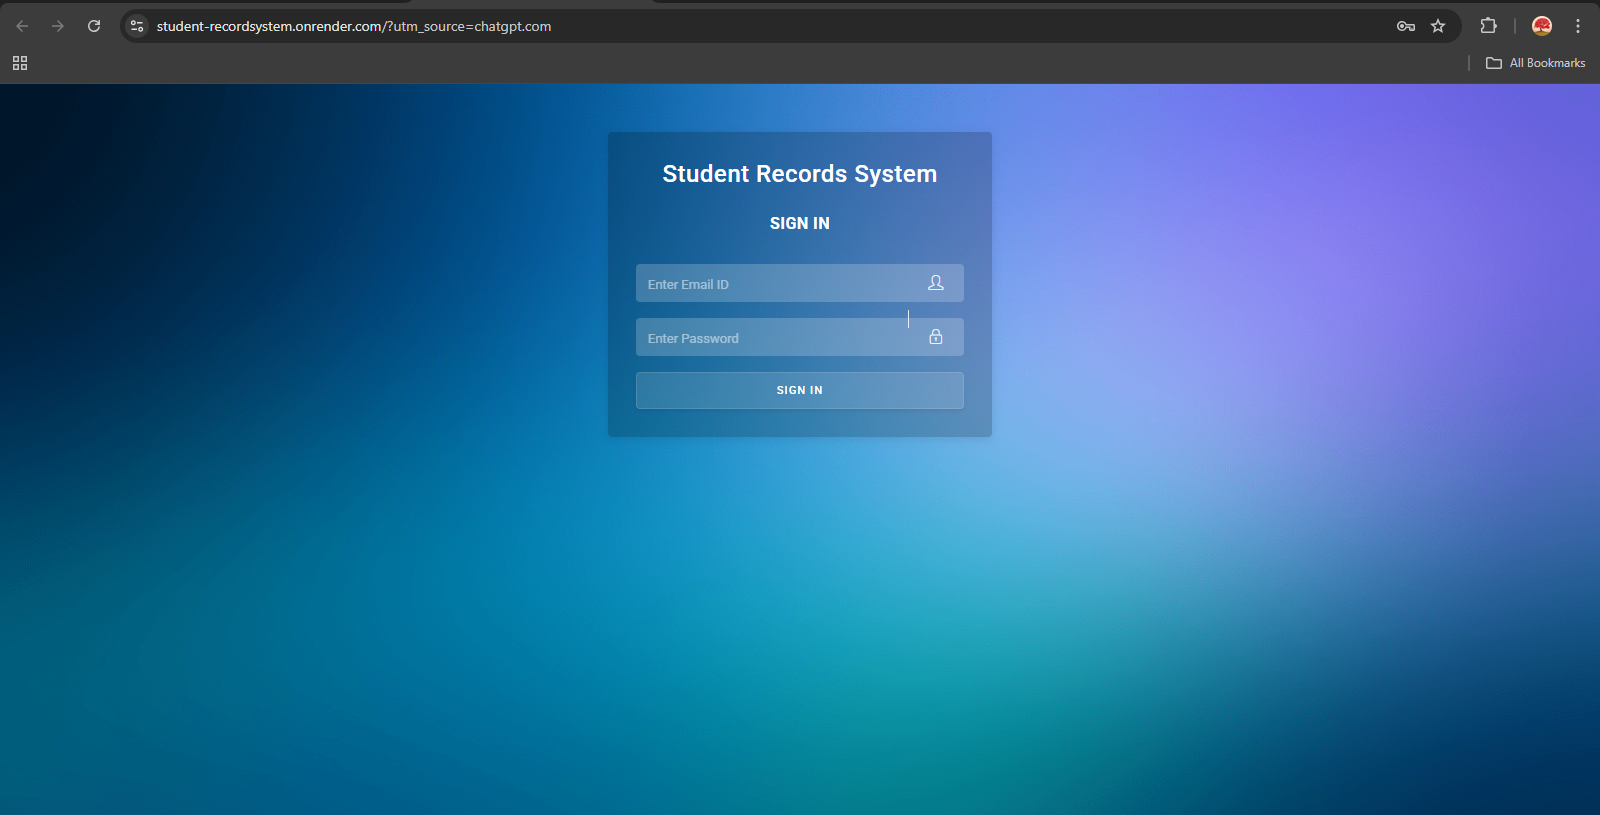 student-recordsystem.onrender.com/?utm_source=chatgpt.com
All Bookmarks
Student Records System
SIGN IN
Enter Email ID
Enter Password
SIGN IN